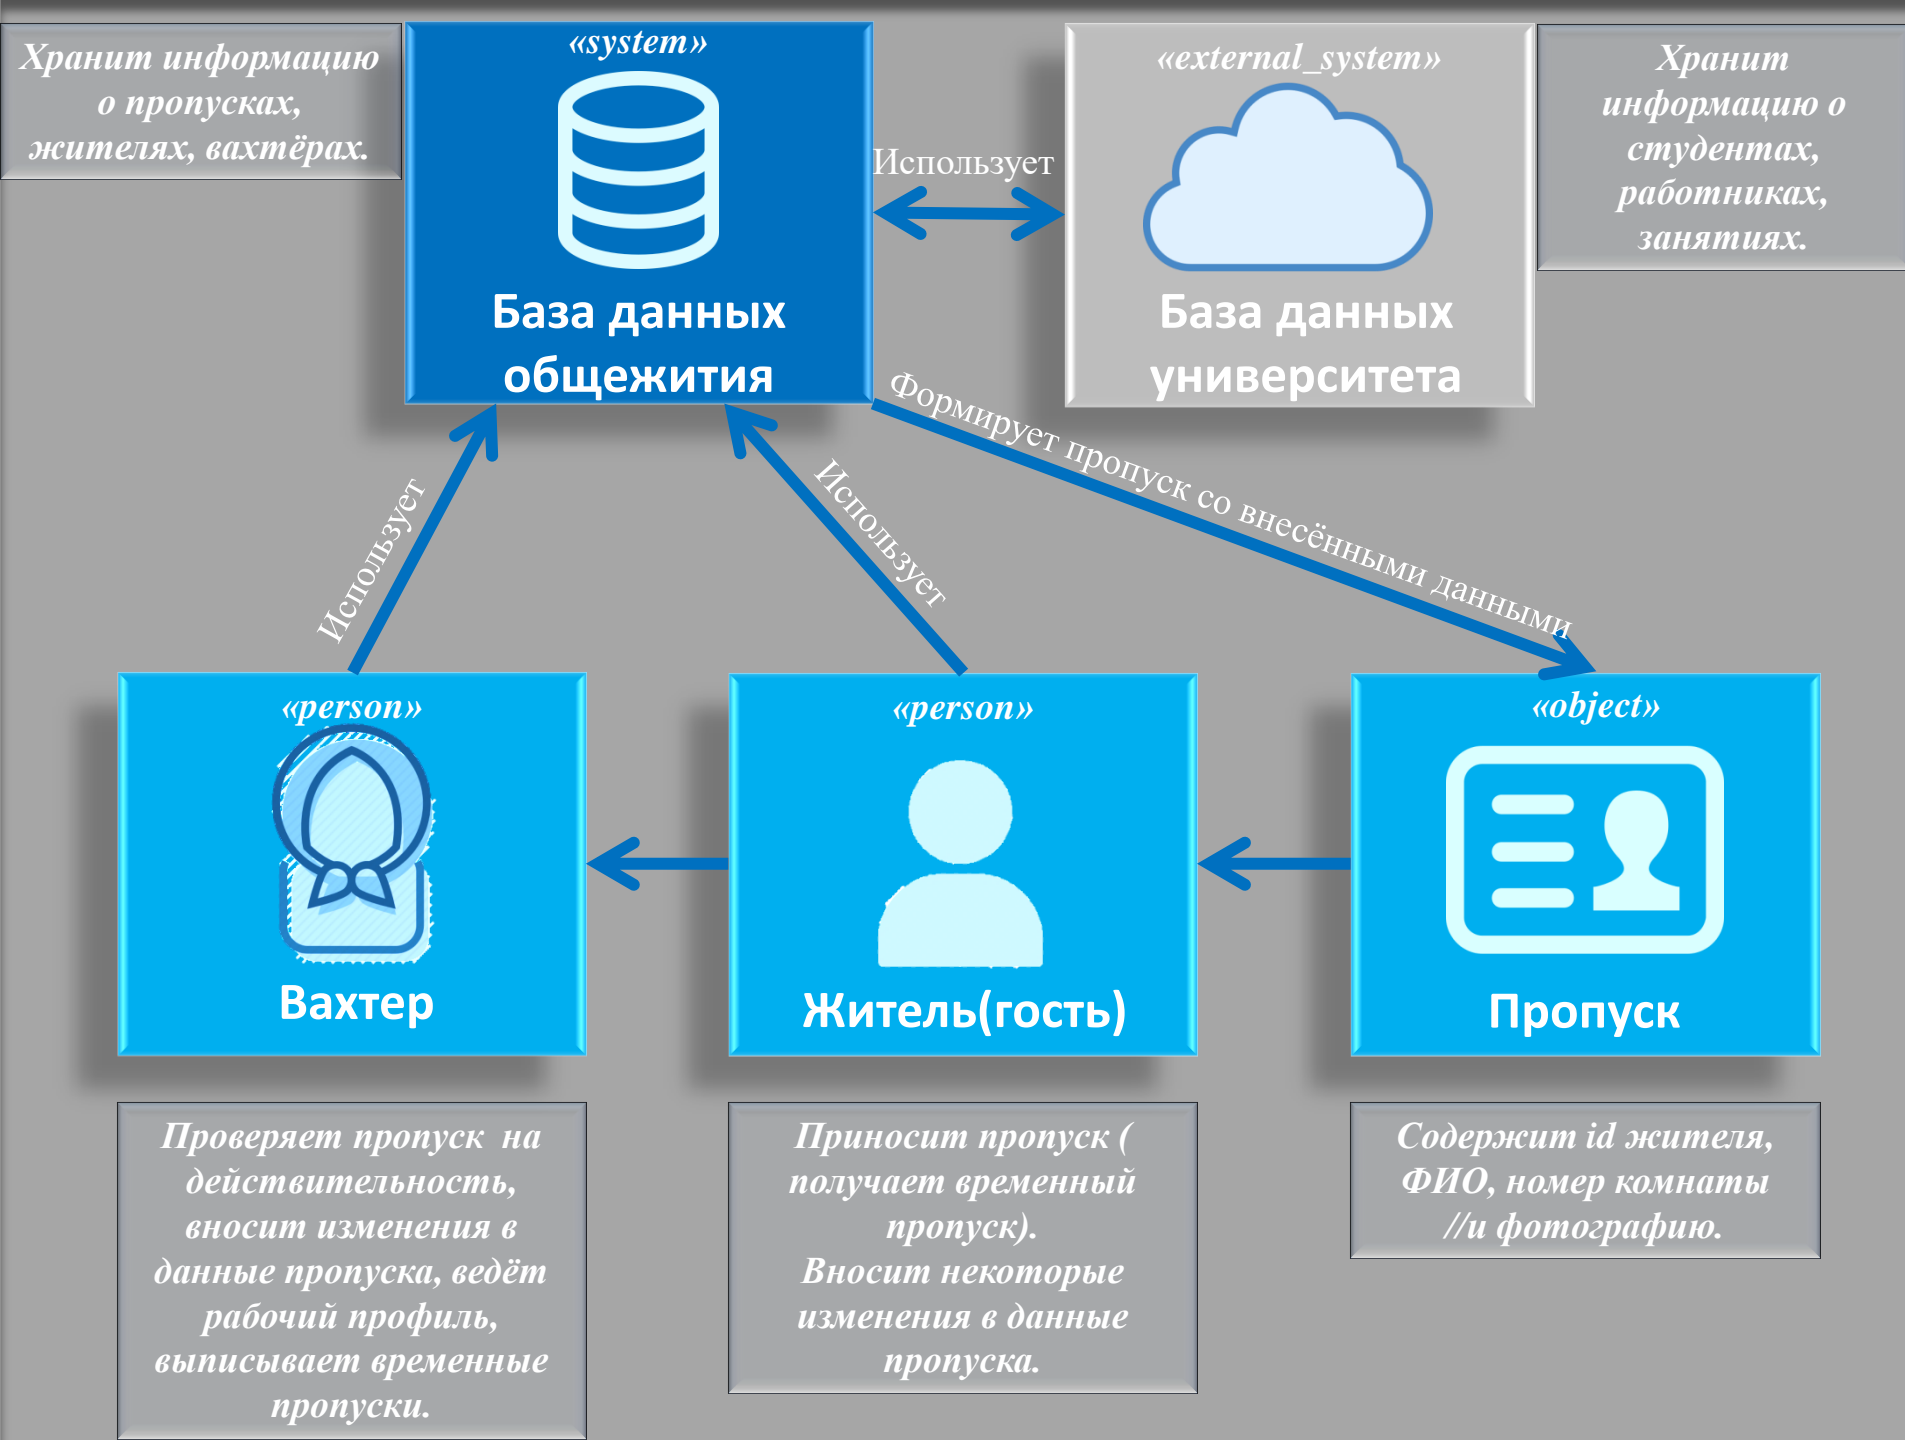 Хранит информацию
о пропусках,
жителях, вахтёрах.
«system»
База данных
общежития
Использует
«external_system»
База данных
университета
Хранит
информацию о
студентах,
работниках,
занятиях.
Использует
Использует
Формирует пропуск со внесёнными данными
«person»
Вахтер
«person»
Житель(гость)
«object»
Пропуск
Проверяет пропуск на
действительность,
вносит изменения в
данные пропуска, ведёт
рабочий профиль,
выписывает временные
пропуски.
Приносит пропуск (
получает временный
пропуск).
Вносит некоторые
изменения в данные
пропуска.
Содержит id жителя,
ФИО, номер комнаты
//и фотографию.